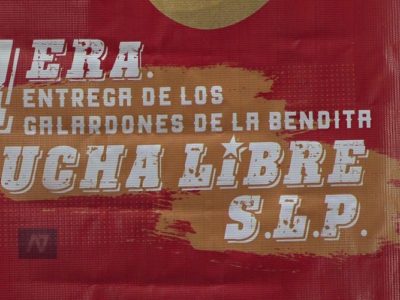 ERA.
ENTREGA DE LOS
GALARDONES DE LA BENDITA
UCHA LIBRE
S.L.P.